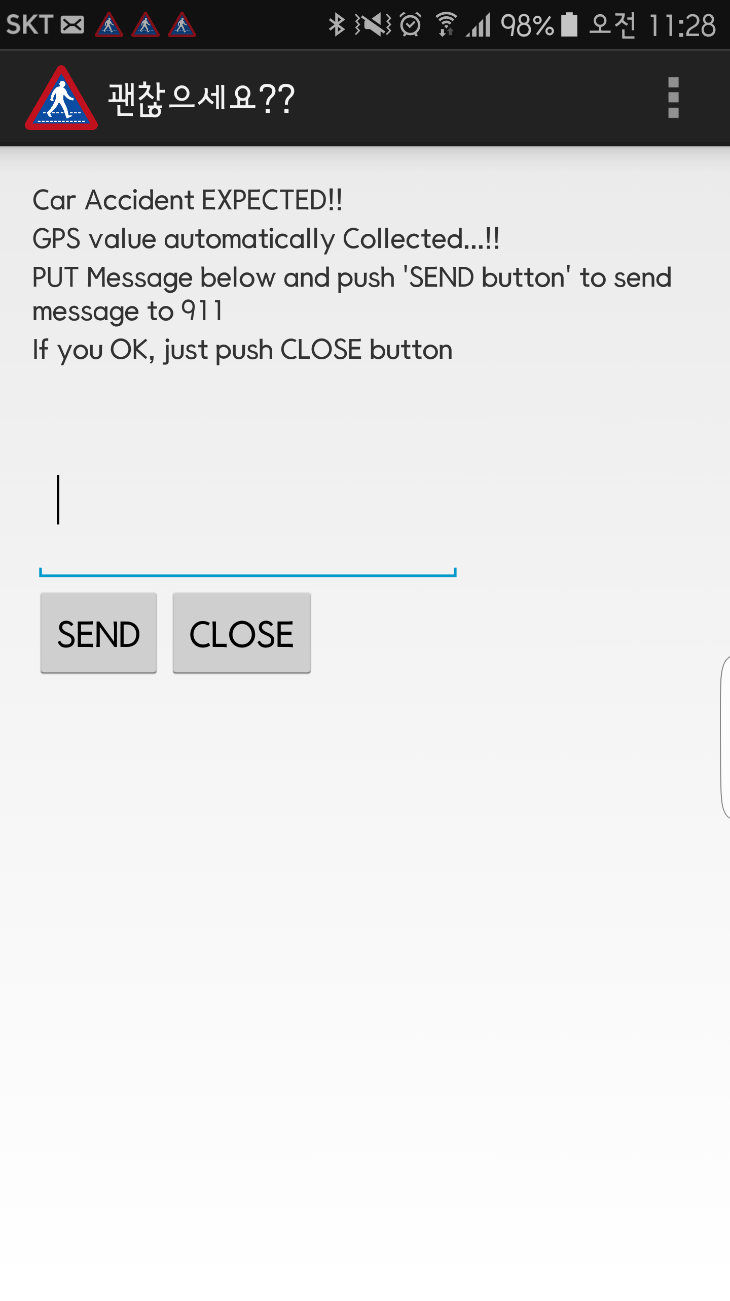 SKT 98% 오전 11:28
괜찮으세요??
Car Accident EXPECTED!!
GPS value automatically Collected...!!
PUT Message below and push 'SEND button' to send
message to 911
If you OK, just push CLOSE button
SEND CLOSE